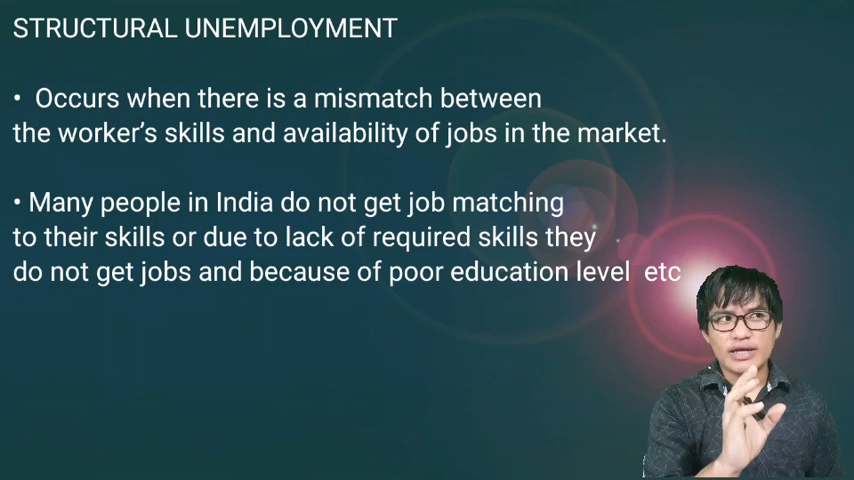 STRUCTURAL UNEMPLOYMENT
• Occurs when there is a mismatch between
the worker's skills and availability of jobs in the market.
• Many people in India do not get job matching
to their skills or due to lack of required skills they
do not get jobs and because of poor education level etc